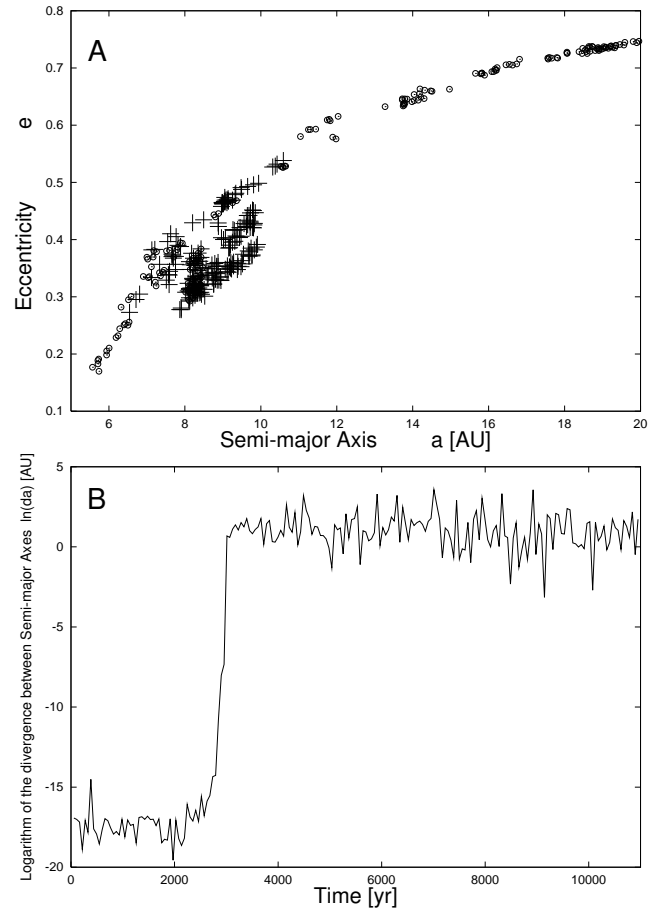 0.8
A
0.7
0.6
0.5
0.4
0.3
0.2
0.1
Eccentricity e
6 8 10 12 14 16 18 20
Semi-major Axis a [AU]
5
B
0
-5
-10
-15
-20
Logarithm of the divergence between Semi-major Axes ln(da) [AU]
0 2000 4000 6000 8000 10000
Time [yr]